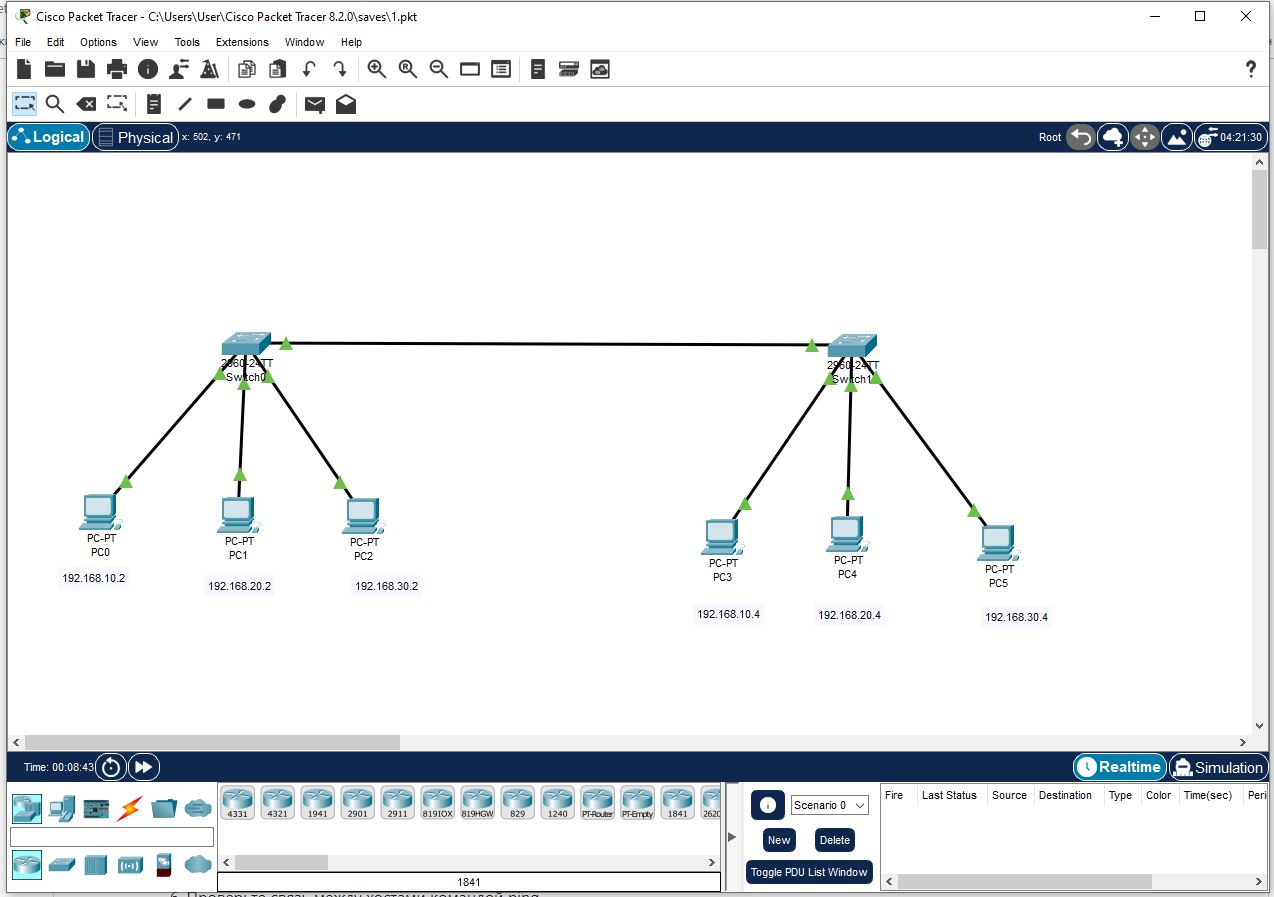 Cisco Packet Tracer - C:\Users\User\Cisco Packet Tracer 8.2.0\saves\1.pkt
File Edit Options View Tools Extensions Window Help
Logical Physical x: 502, y: 471 Root 04:21:30
2960-24TT
Switch0
2960-24TT
Switch1
PC-PT
PC0
PC-PT
PC1
PC-PT
PC2
PC-PT
PC3
PC-PT
PC4
PC-PT
PC5
192.168.10.2
192.168.20.2
192.168.30.2
192.168.10.4
192.168.20.4
192.168.30.4
Time: 00:08:43 Realtime Simulation
4331 4321 1941 2901 2911 819IOX 819HGW 829 1240 PT-Router PT-Empty 1841
1841
Scenario 0
New Delete
Toggle PDU List Window
Fire Last Status Source Destination Type Color Time(sec)